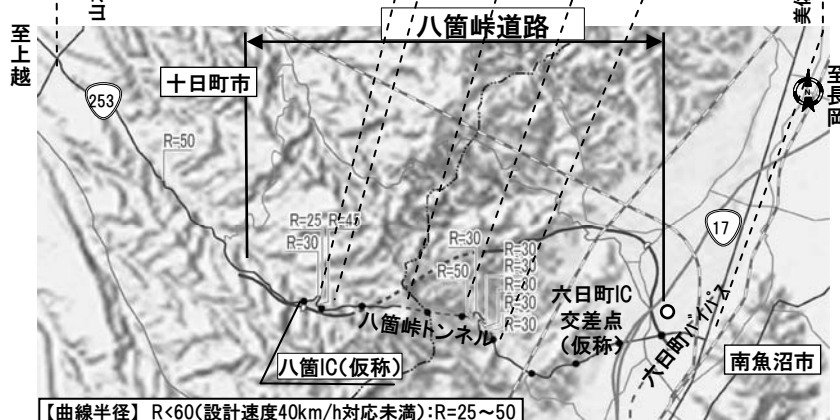 至上越
八箇峠道路
十日町市
253
至長岡
N
R=50
17
R=25
R=45
R=30
R=30
R=50
R=30
R=30
R=30
R=30
R=30
八箇峠トンネル
六日町IC
交差点
(仮称)
六日町バイパス
八箇IC(仮称)
南魚沼市
【曲線半径】 R<60(設計速度40km/h対応未満):R=25～50